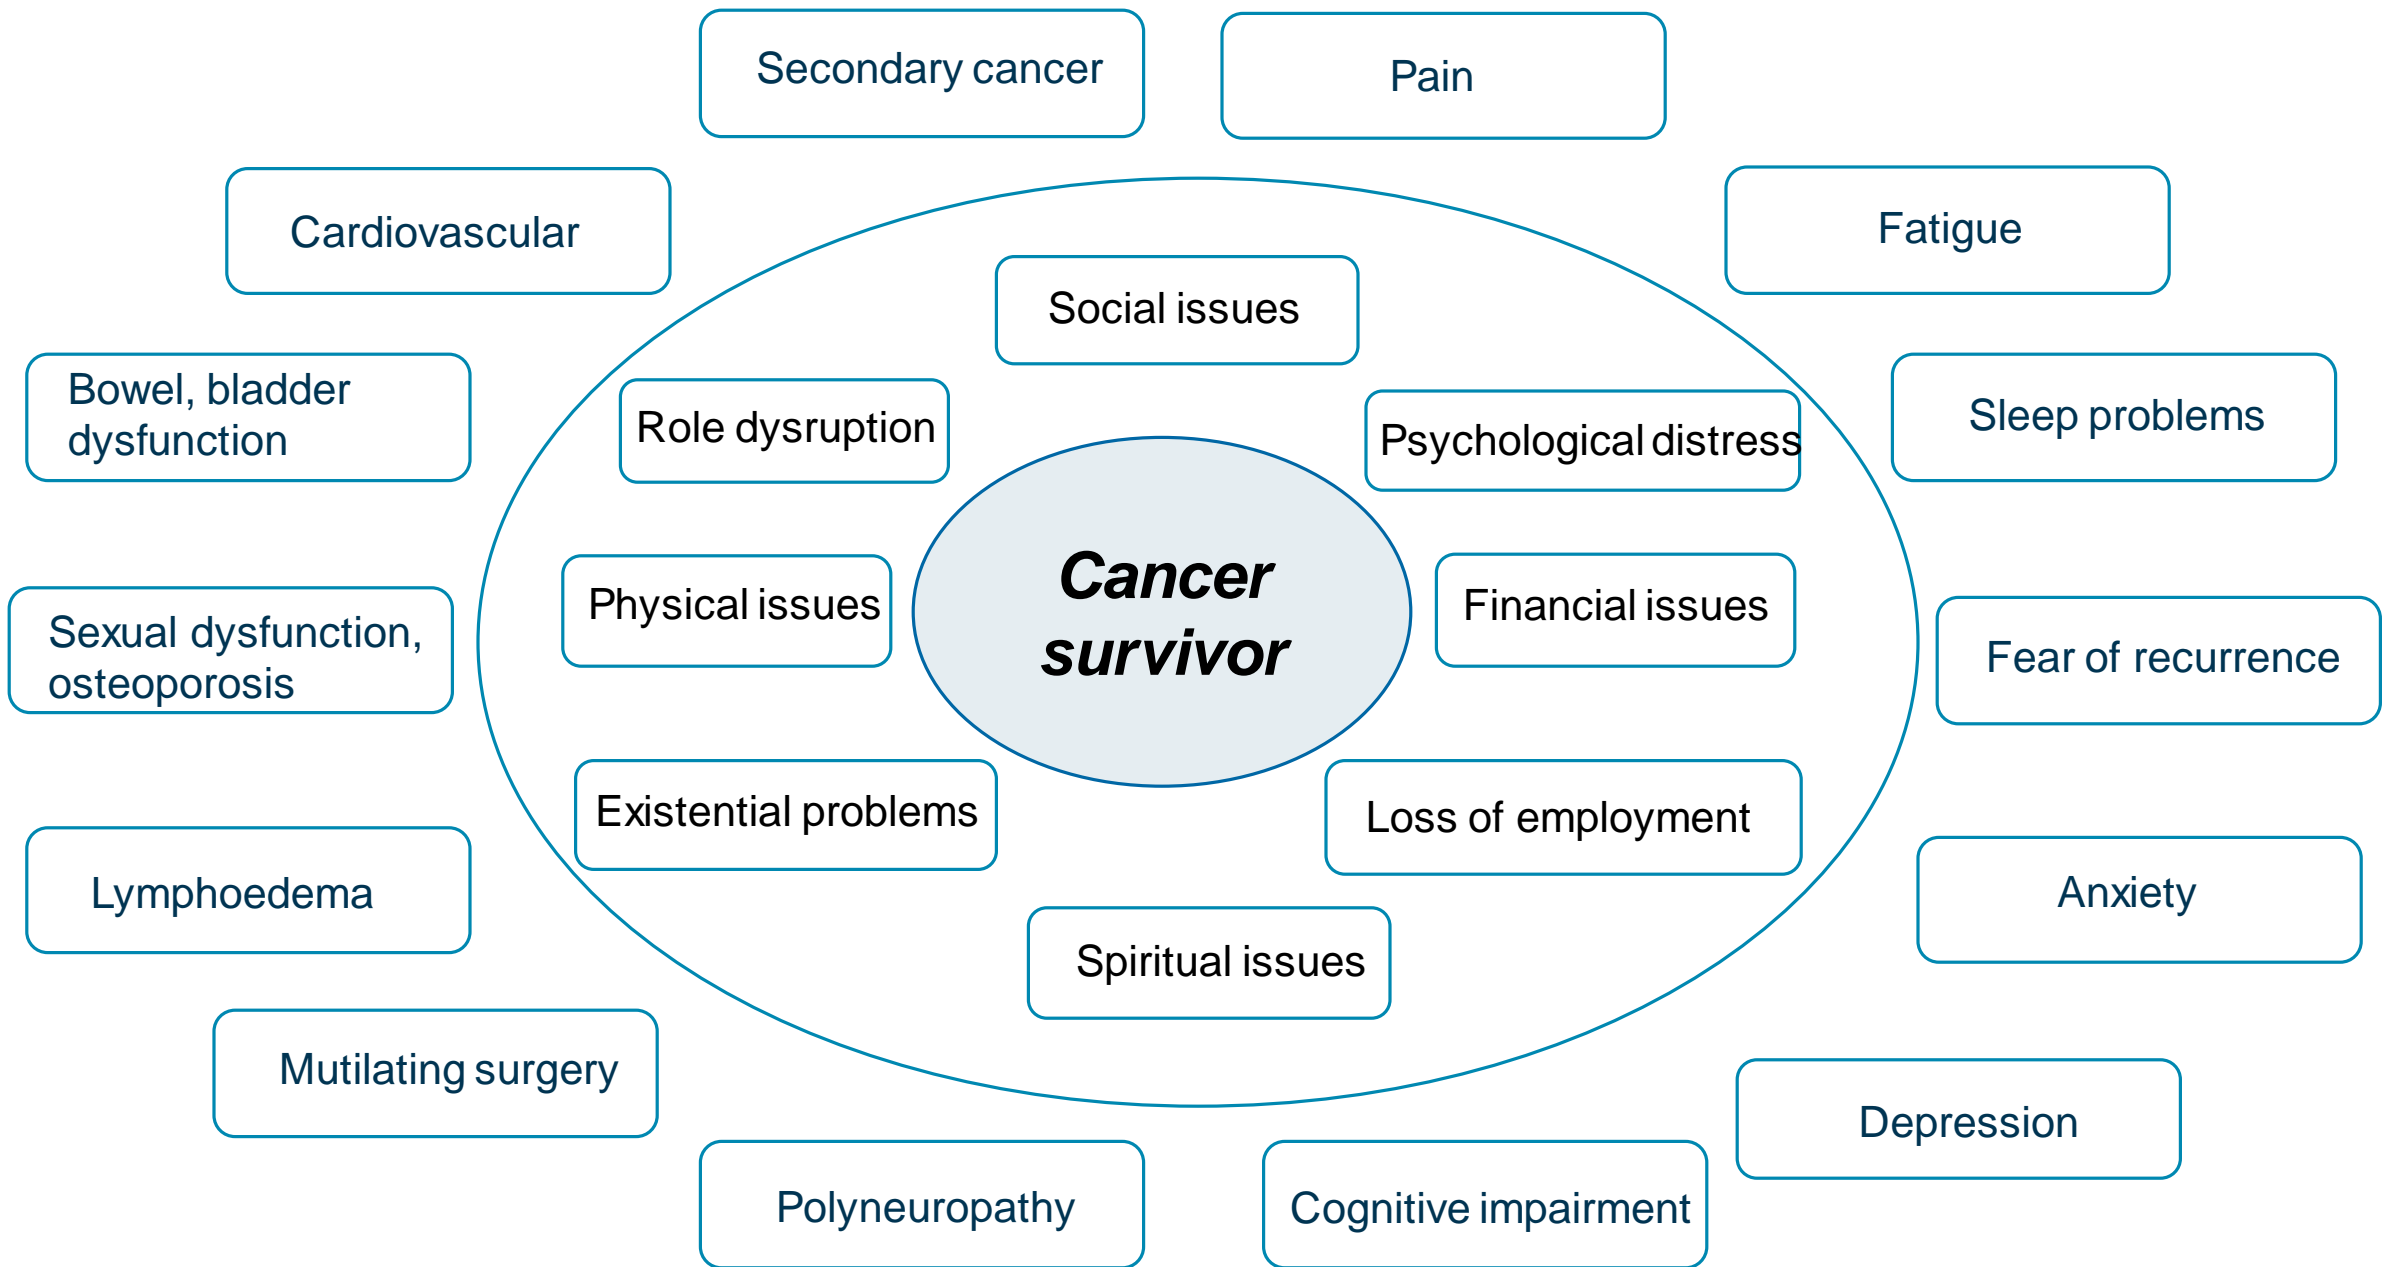 Secondary cancer
Pain
Cardiovascular
Fatigue
Social issues
Bowel, bladder
dysfunction
Role dysruption
Psychological distress
Sleep problems
Cancer
survivor
Physical issues
Financial issues
Sexual dysfunction,
osteoporosis
Fear of recurrence
Existential problems
Loss of employment
Lymphoedema
Anxiety
Spiritual issues
Mutilating surgery
Depression
Polyneuropathy
Cognitive impairment